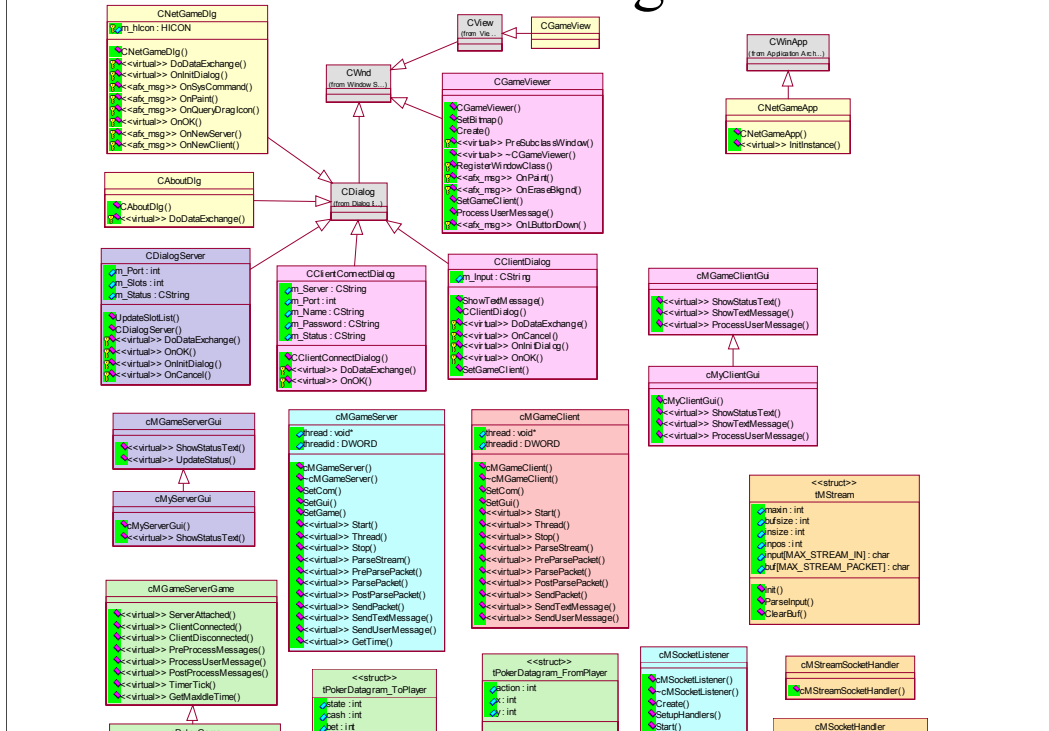 CNetGameDlg
m_hIcon : HICON
CNetGameDlg()
<<virtual>> DoDataExchange()
<<virtual>> OnInitDialog()
<<afx_msg>> OnSysCommand()
<<afx_msg>> OnPaint()
<<afx_msg>> OnQueryDragIcon()
<<virtual>> OnOK()
<<afx_msg>> OnNewServer()
<<afx_msg>> OnNewClient()
CView
(from Vie...
CGameView
CWnd
(from Window S...)
CGameViewer
CGameViewer()
SetBitmap()
Create()
<<virtual>> PreSubclassWindow()
<<virtual>> ~CGameViewer()
RegisterWindowClass()
<<afx_msg>> OnPaint()
<<afx_msg>> OnEraseBkgnd()
SetGameClient()
ProcessUserMessage()
<<afx_msg>> OnLButtonDown()
CWinApp
(from Application Arch...)
CNetGameApp
CNetGameApp()
<<virtual>> InitInstance()
CAboutDlg
CAboutDlg()
<<virtual>> DoDataExchange()
CDialog
(from Dialog B...)
CDialogServer
m_Port : int
m_Slots : int
m_Status : CString
UpdateSlotList()
CDialogServer()
<<virtual>> DoDataExchange()
<<virtual>> OnOK()
<<virtual>> OnInitDialog()
<<virtual>> OnCancel()
CClientConnectDialog
m_Server : CString
m_Port : int
m_Name : CString
m_Password : CString
m_Status : CString
CClientConnectDialog()
<<virtual>> DoDataExchange()
<<virtual>> OnOK()
CClientDialog
m_Input : CString
ShowTextMessage()
CClientDialog()
<<virtual>> DoDataExchange()
<<virtual>> OnCancel()
<<virtual>> OnInitDialog()
<<virtual>> OnOK()
SetGameClient()
cMGameClientGui
<<virtual>> ShowStatusText()
<<virtual>> ShowTextMessage()
<<virtual>> ProcessUserMessage()
cMyClientGui
cMyClientGui()
<<virtual>> ShowStatusText()
<<virtual>> ShowTextMessage()
<<virtual>> ProcessUserMessage()
cMGameServerGui
<<virtual>> ShowStatusText()
<<virtual>> UpdateStatus()
cMyServerGui
cMyServerGui()
<<virtual>> ShowStatusText()
cMGameServer
thread : void*
threadid : DWORD
cMGameServer()
~cMGameServer()
SetCom()
SetGui()
SetGame()
<<virtual>> Start()
<<virtual>> Thread()
<<virtual>> Stop()
<<virtual>> ParseStream()
<<virtual>> PreParsePacket()
<<virtual>> ParsePacket()
<<virtual>> PostParsePacket()
<<virtual>> SendPacket()
<<virtual>> SendTextMessage()
<<virtual>> SendUserMessage()
<<virtual>> GetTime()
cMGameClient
thread : void*
threadid : DWORD
cMGameClient()
~cMGameClient()
SetCom()
SetGui()
<<virtual>> Start()
<<virtual>> Thread()
<<virtual>> Stop()
<<virtual>> ParseStream()
<<virtual>> PreParsePacket()
<<virtual>> ParsePacket()
<<virtual>> PostParsePacket()
<<virtual>> SendPacket()
<<virtual>> SendTextMessage()
<<virtual>> SendUserMessage()
<<struct>>
tMStream
maxin : int
bufsize : int
insize : int
inpos : int
input[MAX_STREAM_IN] : char
buf[MAX_STREAM_PACKET] : char
Init()
ParseInput()
ClearBuf()
cMGameServerGame
<<virtual>> ServerAttached()
<<virtual>> ClientConnected()
<<virtual>> ClientDisconnected()
<<virtual>> PreProcessMessages()
<<virtual>> ProcessUserMessage()
<<virtual>> PostProcessMessages()
<<virtual>> TimerTick()
<<virtual>> GetMaxIdleTime()
<<struct>>
tPokerDatagram_ToPlayer
state : int
cash : int
bet : int
<<struct>>
tPokerDatagram_FromPlayer
action : int
x : int
y : int
cMSocketListener
cMSocketListener()
~cMSocketListener()
Create()
SetupHandlers()
Start()
cMStreamSocketHandler
cMStreamSocketHandler()
cMSocketHandler